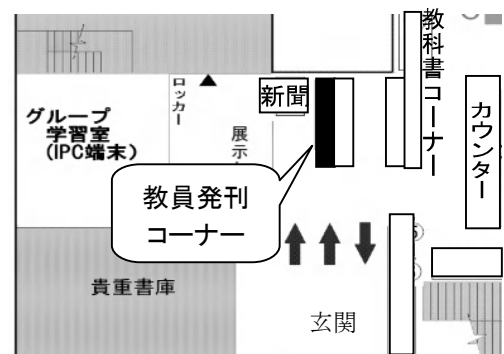 教科書コーナー
ロッカー
新聞
カウンター
グループ
学習室
(IPC端末)
展示
教員発刊
コーナー
貴重書庫
玄関